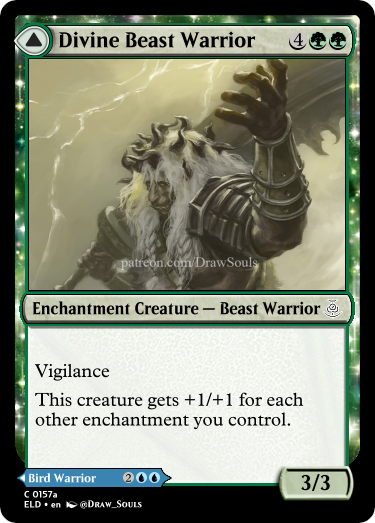 Divine Beast Warrior 4
patreon.com/DrawSouls
Enchantment Creature — Beast Warrior
Vigilance
This creature gets +1/+1 for each
other enchantment you control.
Bird Warrior 2
3/3
C 0157a
ELD • en @Draw_Souls